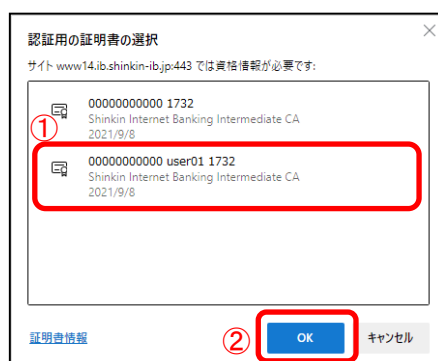 認証用の証明書の選択
サイト www14.ib.shinkin-ib.jp:443 では資格情報が必要です:
00000000000 1732
Shinkin Internet Banking Intermediate CA
2021/9/8
①
00000000000 user01 1732
Shinkin Internet Banking Intermediate CA
2021/9/8
証明書情報
②
OK
キャンセル